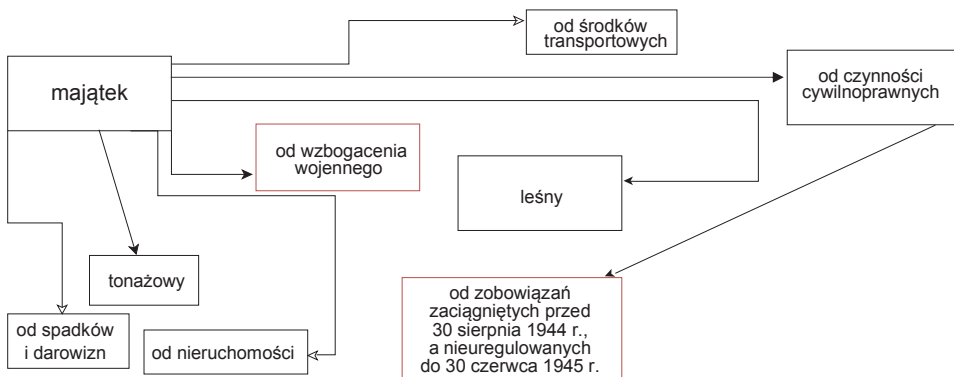 od środków
transportowych
majątek
od czynności
cywilnoprawnych
od wzbogacenia
wojennego
leśny
tonażowy
od spadków
i darowizn
od nieruchomości
od zobowiązań
zaciągniętych przed
30 sierpnia 1944 r.,
a nieuregulowanych
do 30 czerwca 1945 r.